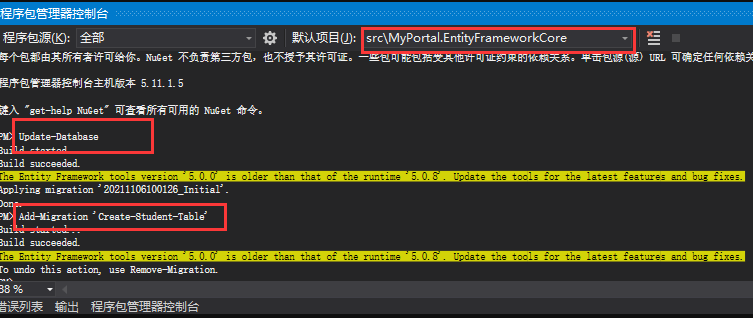 程序包管理器控制台
程序包源(K): 全部 默认项目(J): src\MyPortal.EntityFrameworkCore
每个包都由其所有者许可给你。NuGet 不负责第三方包，也不授予其许可证。一些包可能包括受其他许可证约束的依赖关系。单击包源(源) URL 可确定任何依赖关
程序包管理器控制台主机版本 5.11.1.5
键入 "get-help NuGet" 可查看所有可用的 NuGet 命令。
PM> Update-Database
Build started...
Build succeeded.
The Entity Framework tools version '5.0.0' is older than that of the runtime '5.0.8'. Update the tools for the latest features and bug fixes.
Applying migration '20211106100126_Initial'.
Done.
PM> Add-Migration 'Create-Student-Table'
Build started...
Build succeeded.
The Entity Framework tools version '5.0.0' is older than that of the runtime '5.0.8'. Update the tools for the latest features and bug fixes.
To undo this action, use Remove-Migration.
88 %
错误列表 输出 程序包管理器控制台